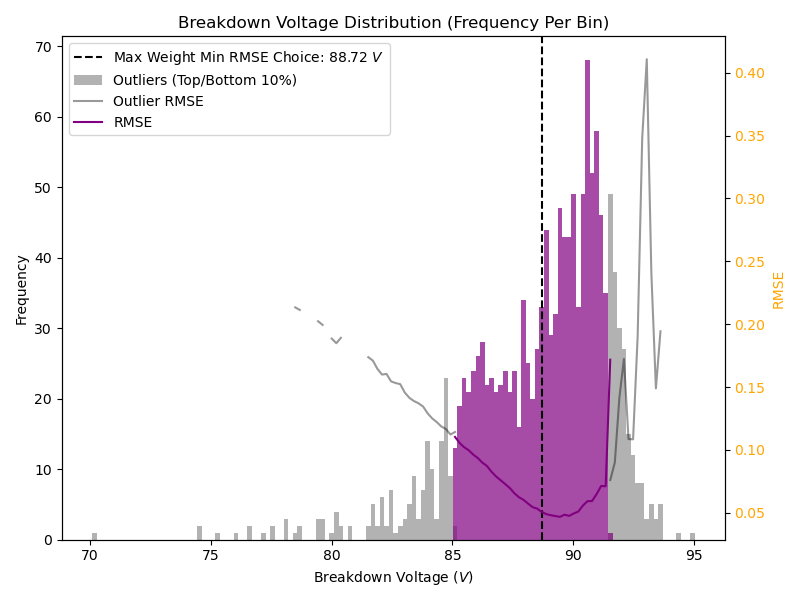 Breakdown Voltage Distribution (Frequency Per Bin)
Max Weight Min RMSE Choice: 88.72 V
Outliers (Top/Bottom 10%)
Outlier RMSE
RMSE
70
60
50
40
30
20
10
0
Frequency
0.40
0.35
0.30
0.25
0.20
0.15
0.10
0.05
RMSE
70 75 80 85 90 95
Breakdown Voltage (V)